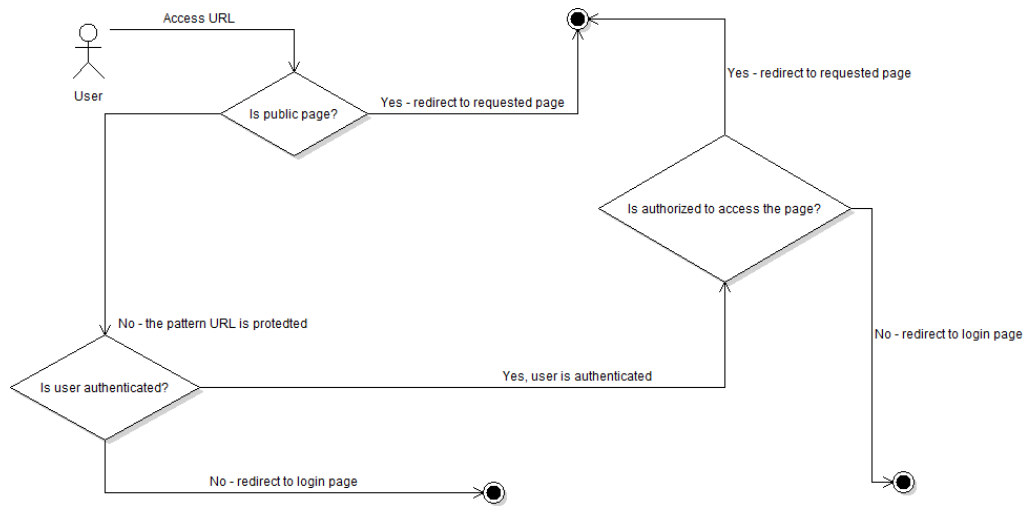 Access URL
User
Is public page?
Yes - redirect to requested page
Yes - redirect to requested page
Is authorized to access the page?
No - the pattern URL is protedted
No - redirect to login page
Is user authenticated?
Yes, user is authenticated
No - redirect to login page